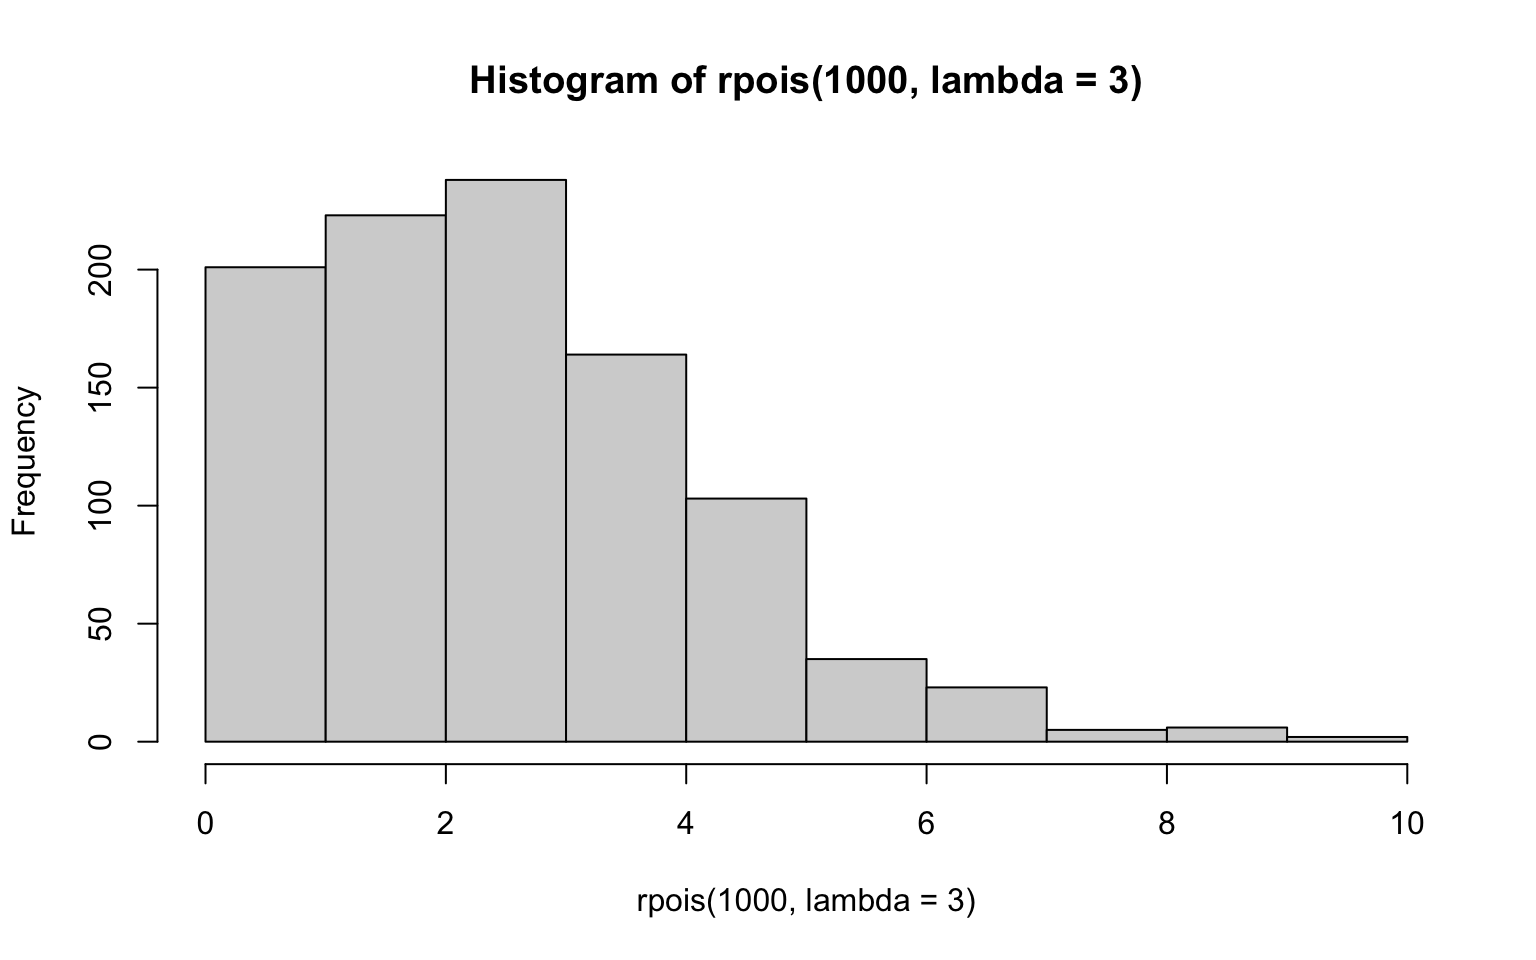 Histogram of rpois(1000, lambda = 3)
Frequency
200
150
100
50
0
0 2 4 6 8 10
rpois(1000, lambda = 3)